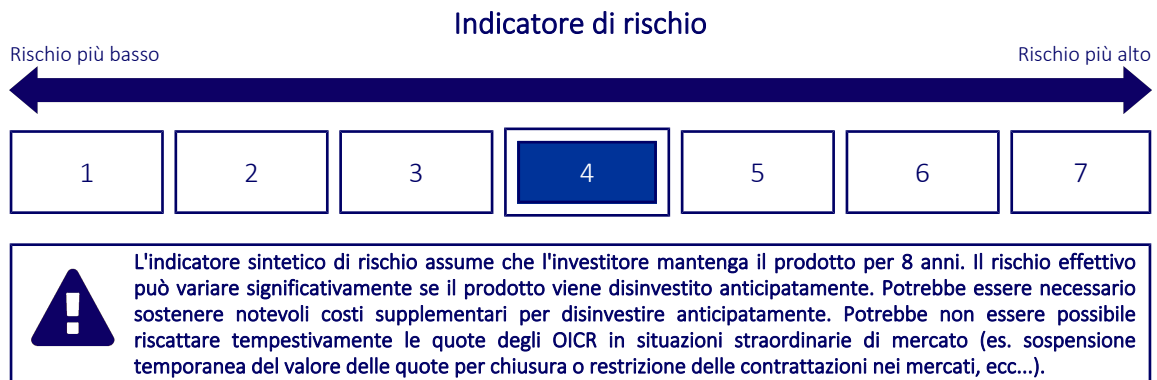 Indicatore di rischio
Rischio più basso
Rischio più alto
1
2
3
4
5
6
7
L'indicatore sintetico di rischio assume che l'investitore mantenga il prodotto per 8 anni. Il rischio effettivo
può variare significativamente se il prodotto viene disinvestito anticipatamente. Potrebbe essere necessario
sostenere notevoli costi supplementari per disinvestire anticipatamente. Potrebbe non essere possibile
riscattare tempestivamente le quote degli OICR in situazioni straordinarie di mercato (es. sospensione
temporanea del valore delle quote per chiusura o restrizione delle contrattazioni nei mercati, ecc...).